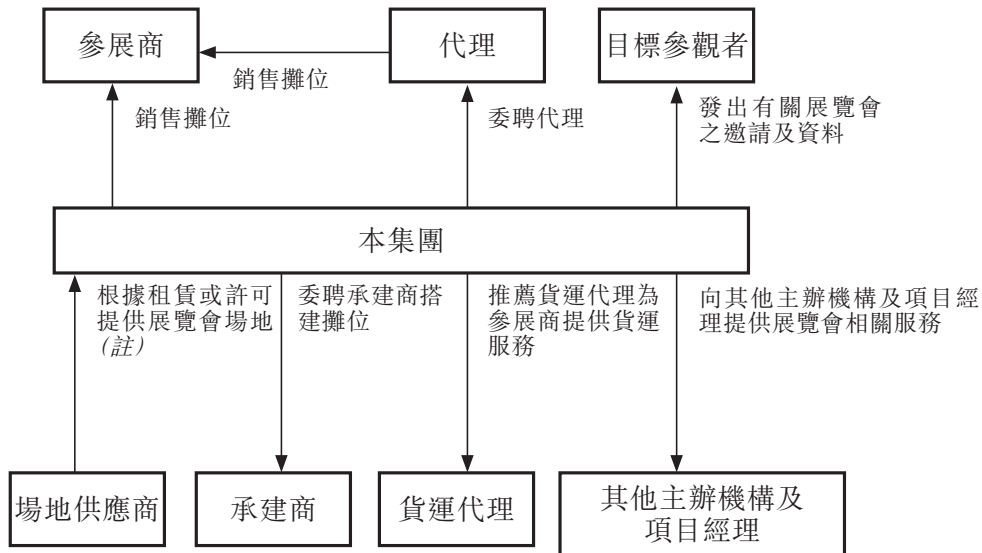 參展商
代理
目標參觀者
銷售攤位
銷售攤位
委聘代理
發出有關展覽會
之邀請及資料
本集團
根據租賃或許可
提供展覽會場地
(註)
委聘承建商搭
建攤位
推薦貨運代理為
參展商提供貨運
服務
向其他主辦機構及項目經
理提供展覽會相關服務
場地供應商
承建商
貨運代理
其他主辦機構及
項目經理